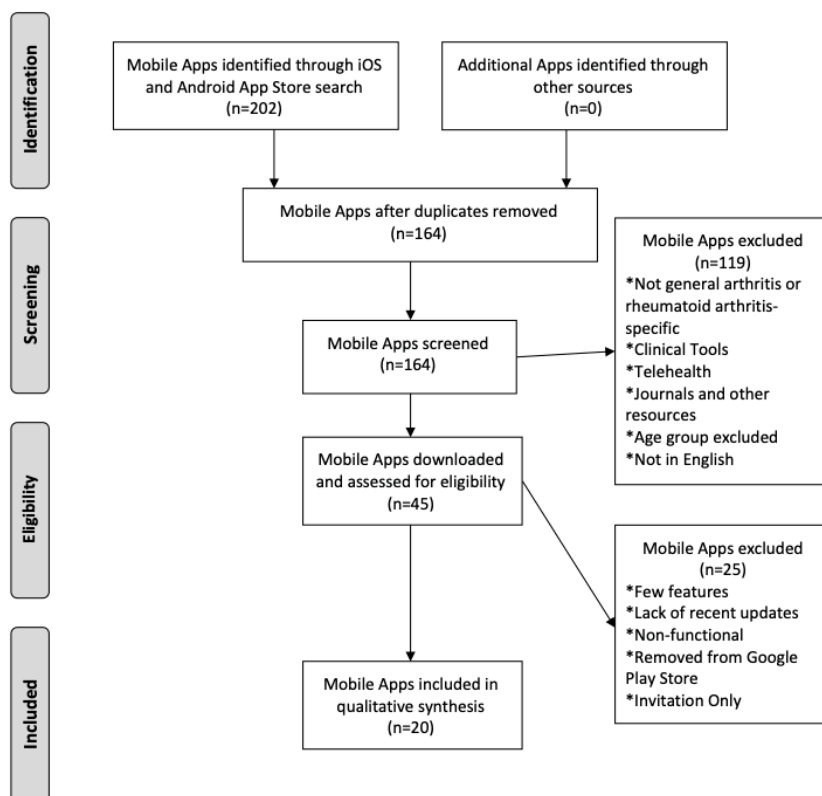 Identification
Mobile Apps identified through iOS
and Android App Store search
(n=202)
Additional Apps identified through
other sources
(n=0)
Mobile Apps after duplicates removed
(n=164)
Screening
Mobile Apps screened
(n=164)
Mobile Apps excluded
(n=119)
*Not general arthritis or
rheumatoid arthritis-
specific
*Clinical Tools
*Telehealth
*Journals and other
resources
*Age group excluded
*Not in English
Eligibility
Mobile Apps downloaded
and assessed for eligibility
(n=45)
Mobile Apps excluded
(n=25)
*Few features
*Lack of recent updates
*Non-functional
*Removed from Google
Play Store
*Invitation Only
Included
Mobile Apps included in
qualitative synthesis
(n=20)